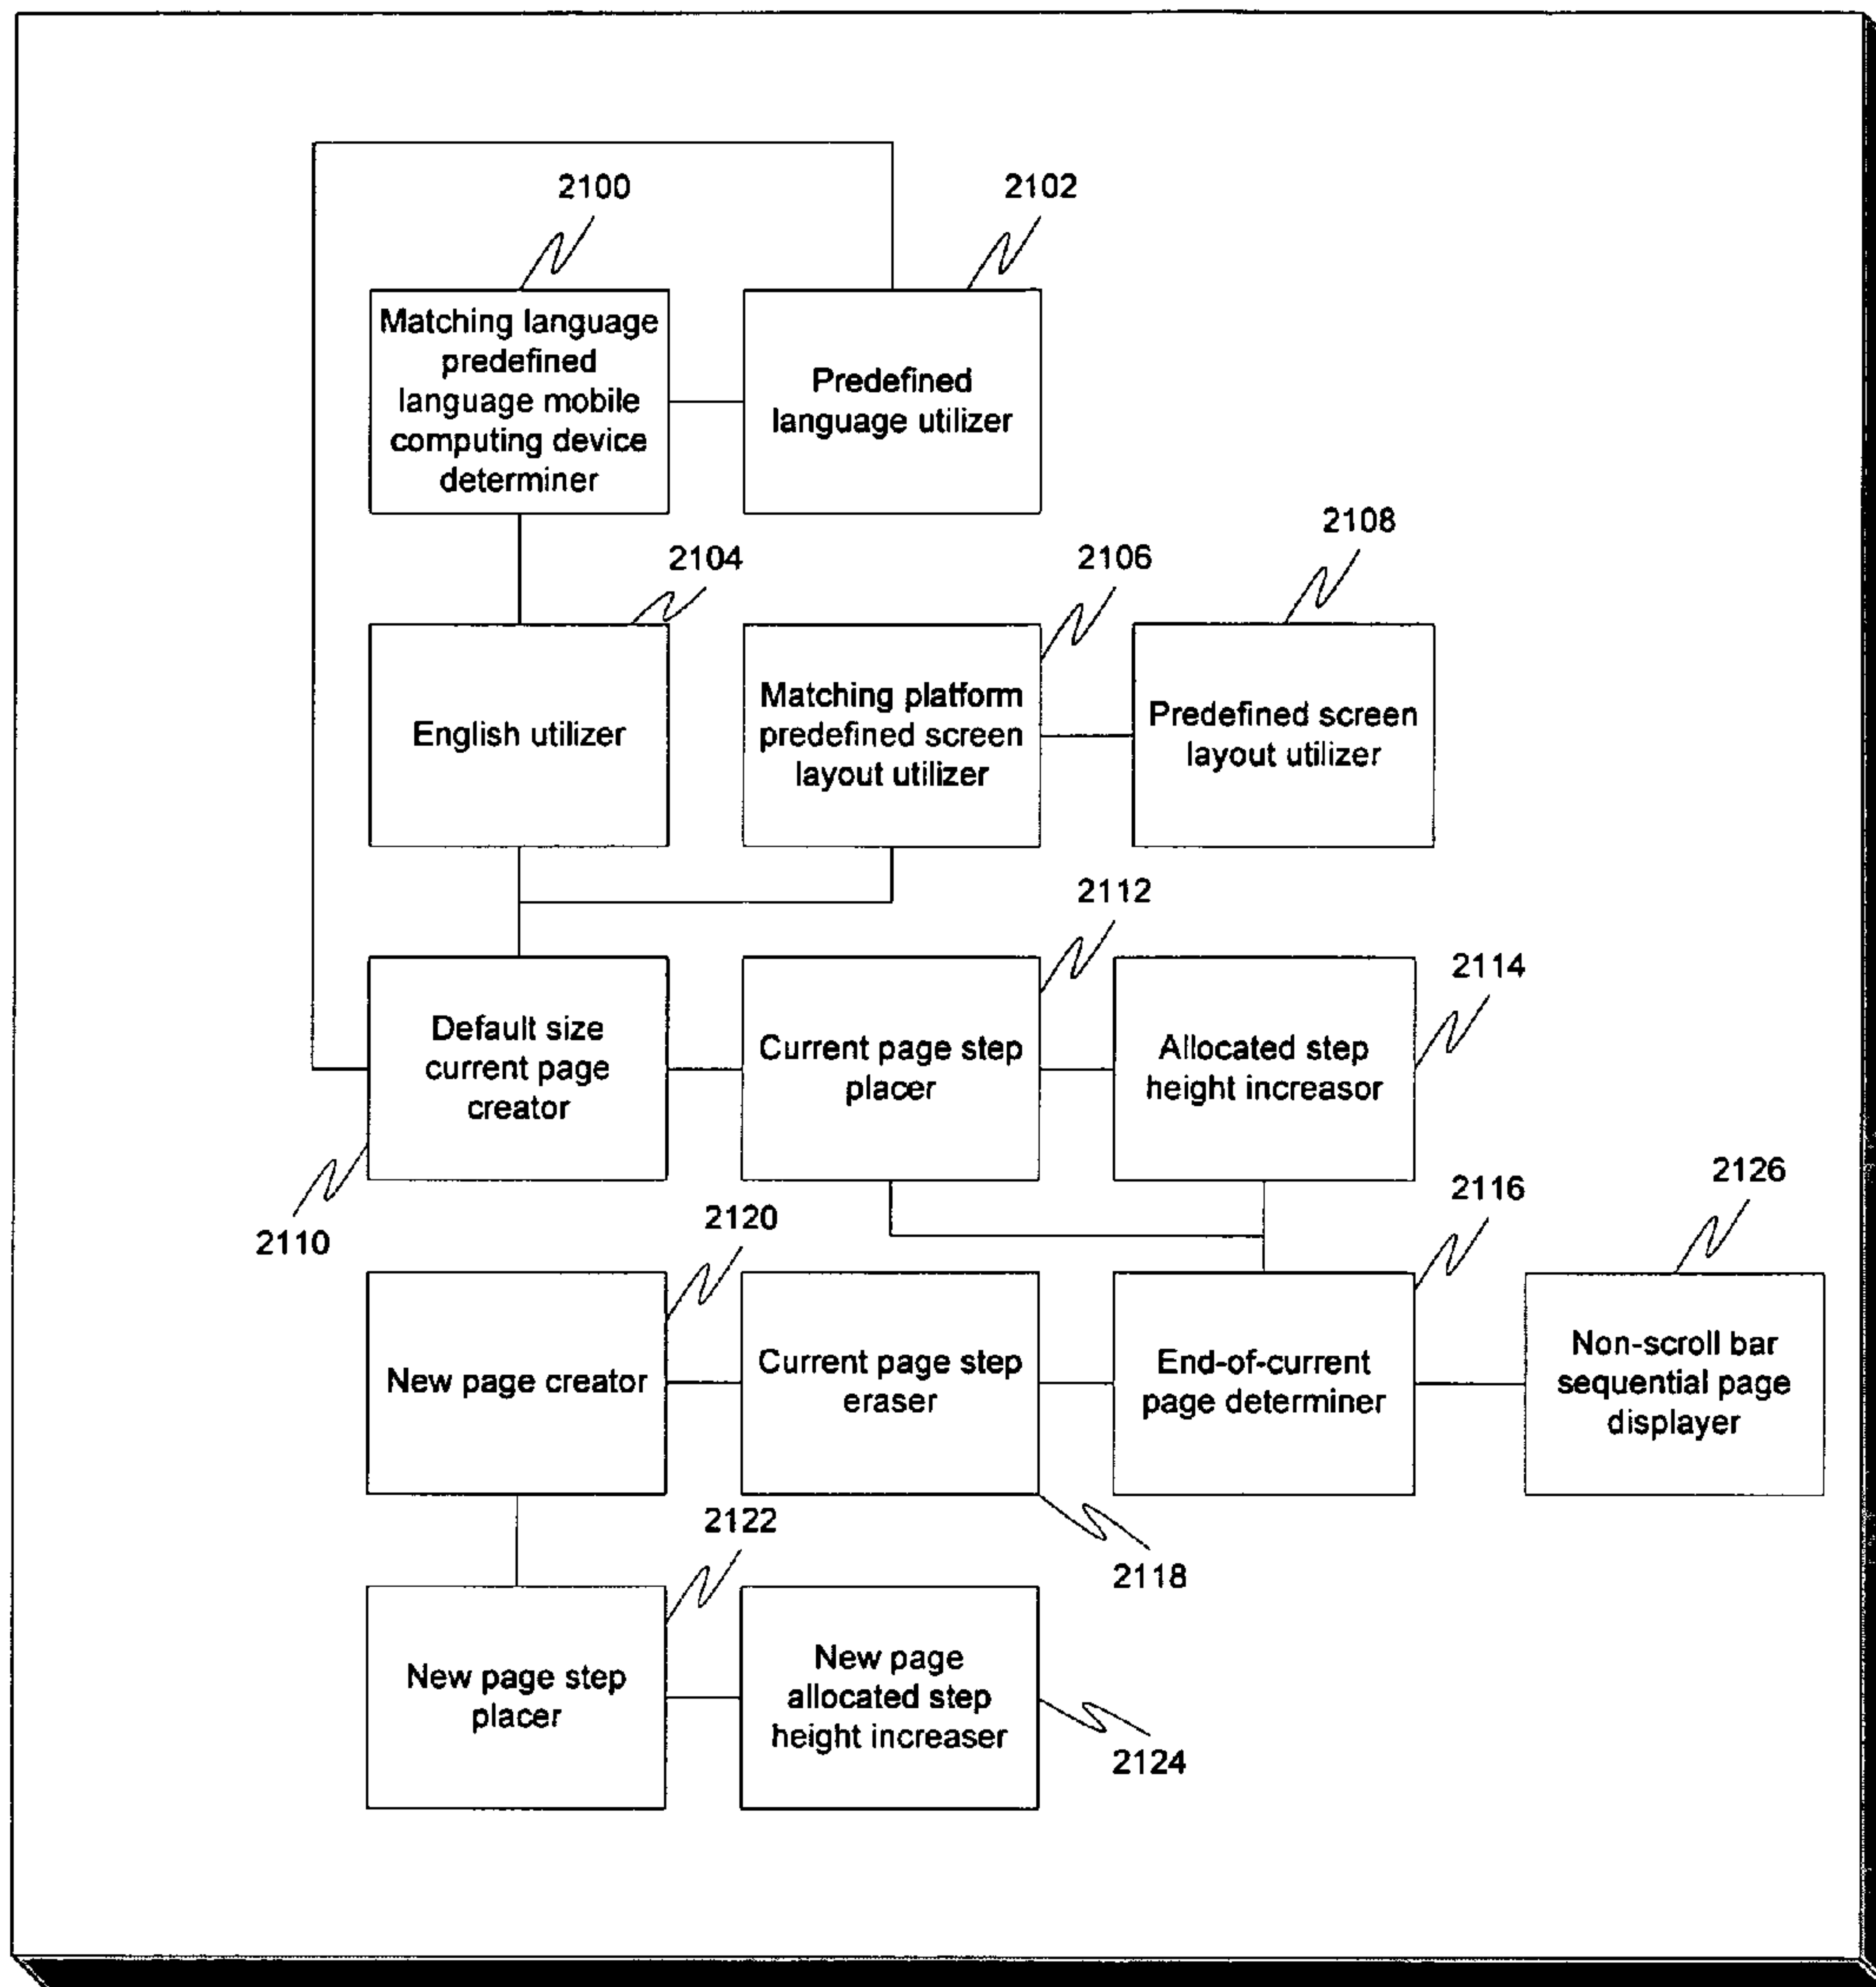 2100
2102
Matching language
predefined
language mobile
computing device
determiner
Predefined
language utilizer
2104
2106
2108
English utilizer
Matching platform
predefined screen
layout utilizer
Predefined screen
layout utilizer
2112
2114
Default size
current page
creator
Current page step
placer
Allocated step
height increasor
2110
2120
2116
2126
New page creator
Current page step
eraser
End-of-current
page determiner
Non-scroll bar
sequential page
displayer
2122
2118
New page step
placer
New page
allocated step
height increaser
2124